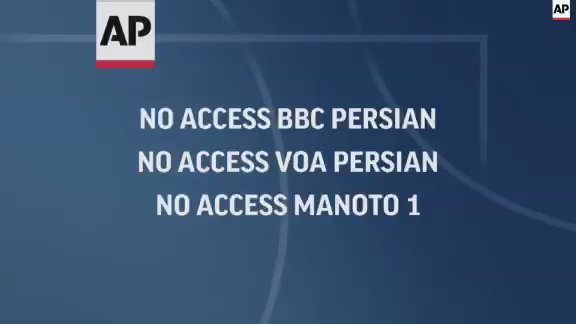 AP
AP
NO ACCESS BBC PERSIAN
NO ACCESS VOA PERSIAN
NO ACCESS MANOTO 1